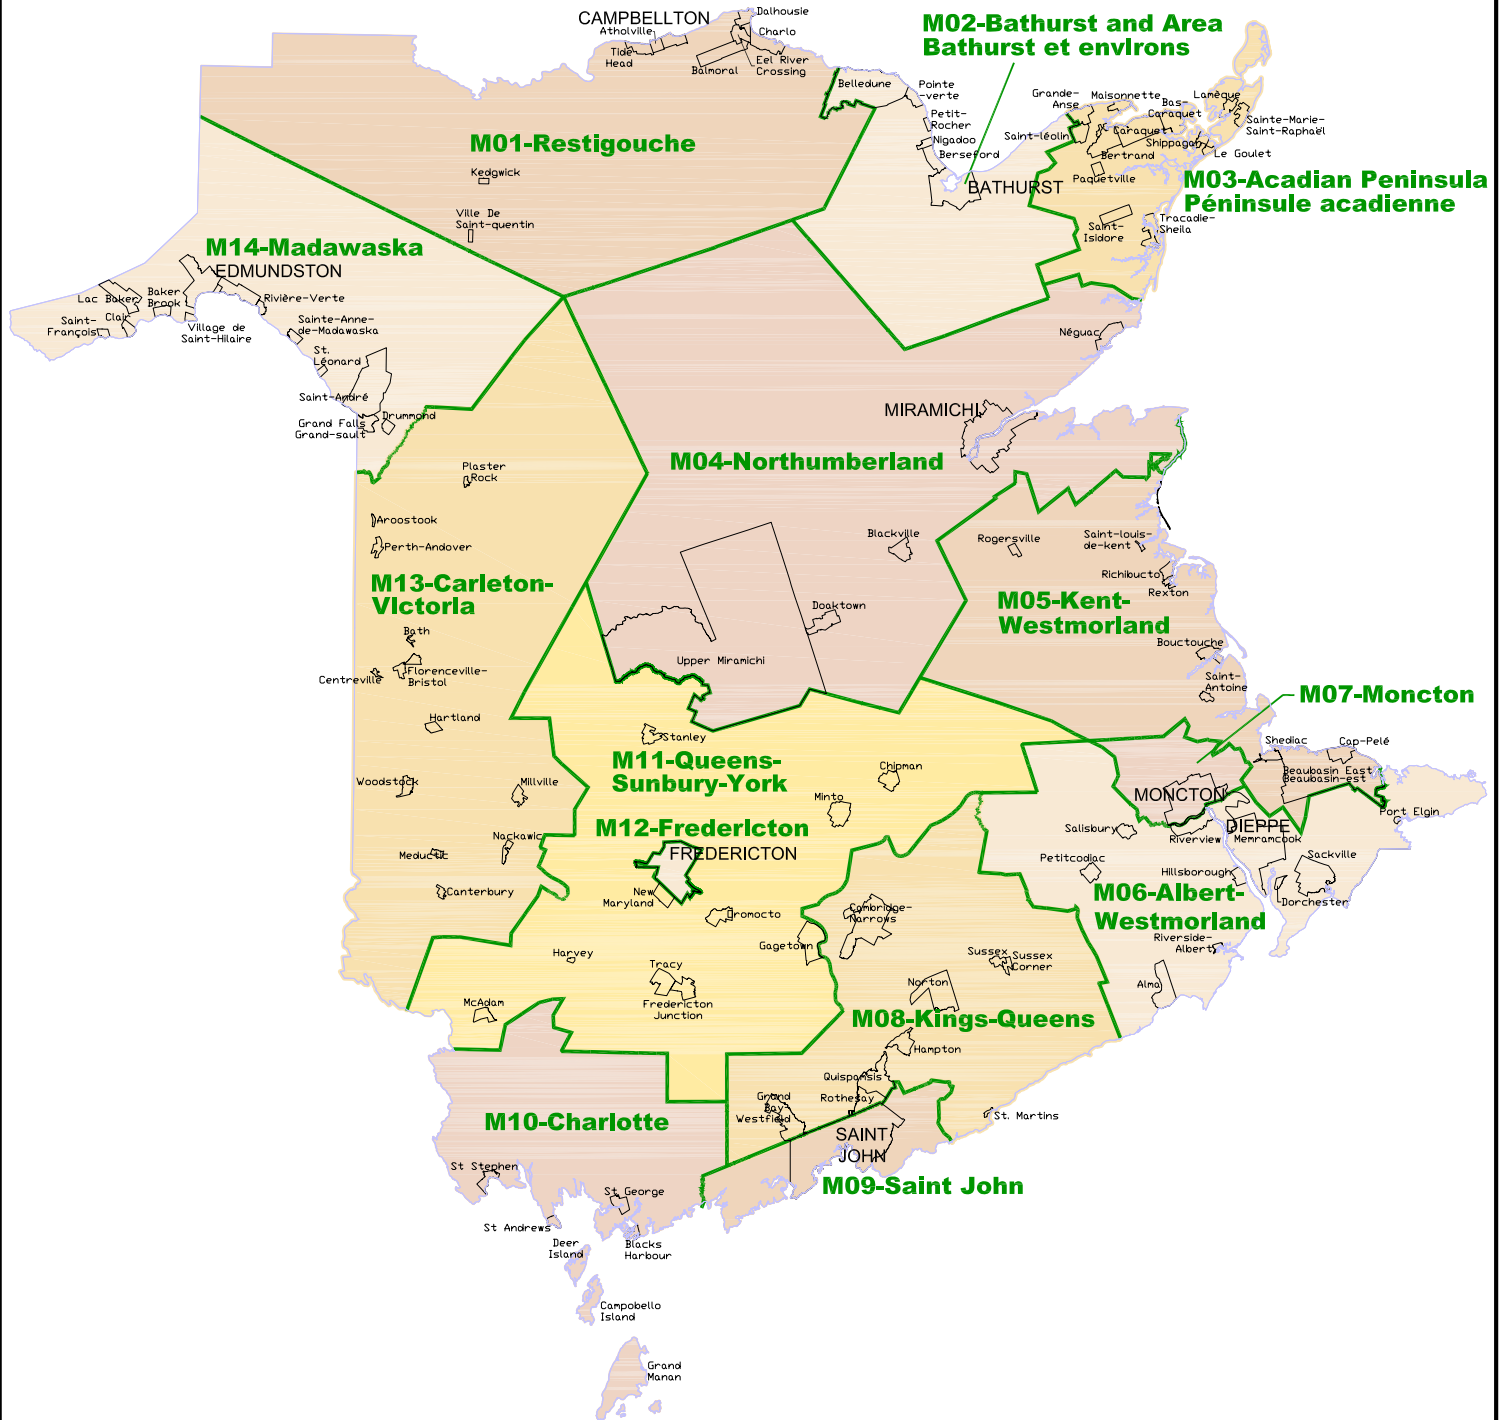 CAMPBELLTON
Dalhousie
Atholville
Charlo
Tide
Head
Balmoral
Eel River
Crossing
M02-Bathurst and Area
Bathurst et environs
Belledune
Pointe
-verte
Petit-
Rocher
Nigadoo
Berseford
BATHURST
Grande-
Anse
Maisonnette
Lamèque
Bas-
Caraquet
Sainte-Marie-
Saint-Raphaël
Saint-léolin
Caraquet
Shippagan
Le Goulet
Bertrand
Paquetville
M03-Acadian Peninsula
Péninsule acadienne
Saint-
Isidore
Tracadie-
Sheila
M01-Restigouche
Kedgwick
Ville De
Saint-quentin
M14-Madawaska
EDMUNDSTON
Lac Baker
Baker
Brook
Rivière-Verte
Saint-
François
Clair
Village de
Saint-Hilaire
Sainte-Anne-
de-Madawaska
St.
Léonard
Saint-André
Drummond
Grand Falls
Grand-sault
Néguac
MIRAMICHI
M04-Northumberland
Plaster
Rock
Aroostook
Perth-Andover
Blackville
Rogersville
Saint-louis-
de-kent
Richibucto
Rexton
M13-Carleton-
Victoria
M05-Kent-
Westmorland
Doaktown
Bath
Florenceville-
Bristol
Centreville
Upper Miramichi
Bouctouche
Saint-
Antoine
M07-Moncton
Hartland
Stanley
Shediac
Cap-Pelé
M11-Queens-
Sunbury-York
Chipman
Beaubasin East
Beaubasin-est
Woodstock
Millville
Minto
MONCTON
Port Elgin
M12-Fredericton
FREDERICTON
Salisbury
Riverview
DIEPPE
Memramcook
Nackawic
Meductic
Petitcodiac
Sackville
Hillsborough
Canterbury
New
Maryland
M06-Albert-
Westmorland
Dorchester
Oromocto
Cambridge-
Narrows
Gagetown
Riverside-
Albert
Harvey
Tracy
Sussex
Sussex
Corner
Alma
Norton
McAdam
Fredericton
Junction
M08-Kings-Queens
Hampton
Quispamsis
Rothesay
Grand
Bay-
Westfield
St. Martins
M10-Charlotte
SAINT
JOHN
St Stephen
M09-Saint John
St George
St Andrews
Deer
Island
Blacks
Harbour
Campobello
Island
Grand
Manan